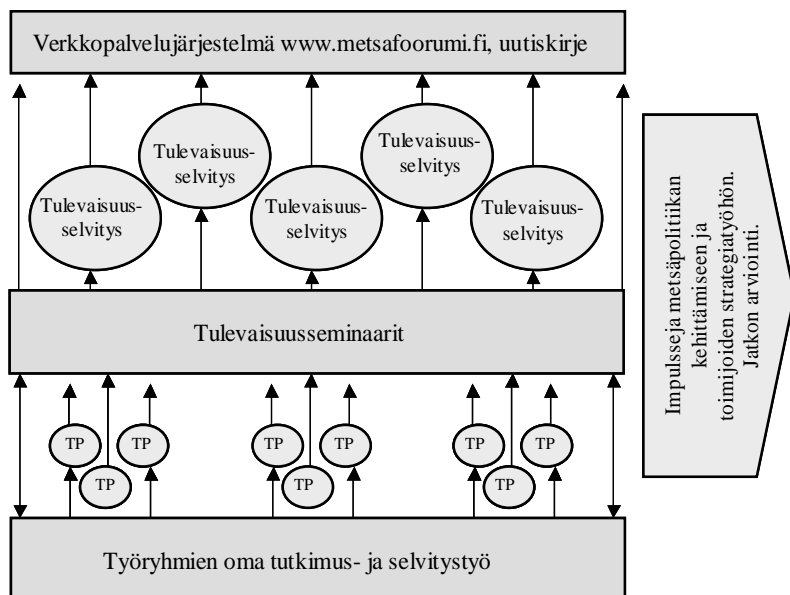 Verkkopalvelujärjestelmä www.metsafoorumi.fi, uutiskirje
Tulevaisuus-
selvitys
Tulevaisuus-
selvitys
Tulevaisuus-
selvitys
Tulevaisuus-
selvitys
Tulevaisuus-
selvitys
Tulevaisuusseminaarit
TP
TP
TP
TP
TP
TP
TP
TP
TP
Työryhmien oma tutkimus- ja selvitystyö
Impulsseja metsäpolitiikan
kehittämiseen ja
toimijoiden strategiatyöhön.
Jatkon arviointi.